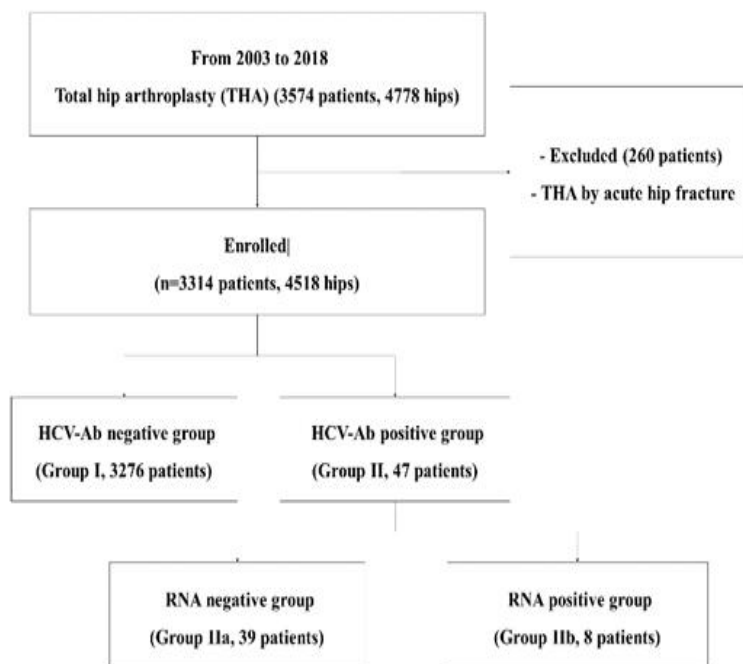 From 2003 to 2018
Total hip arthroplasty (THA) (3574 patients, 4778 hips)
- Excluded (260 patients)
- THA by acute hip fracture
Enrolled|
(n=3314 patients, 4518 hips)
HCV-Ab negative group
(Group I, 3276 patients)
HCV-Ab positive group
(Group II, 47 patients)
RNA negative group
(Group IIa, 39 patients)
RNA positive group
(Group IIb, 8 patients)